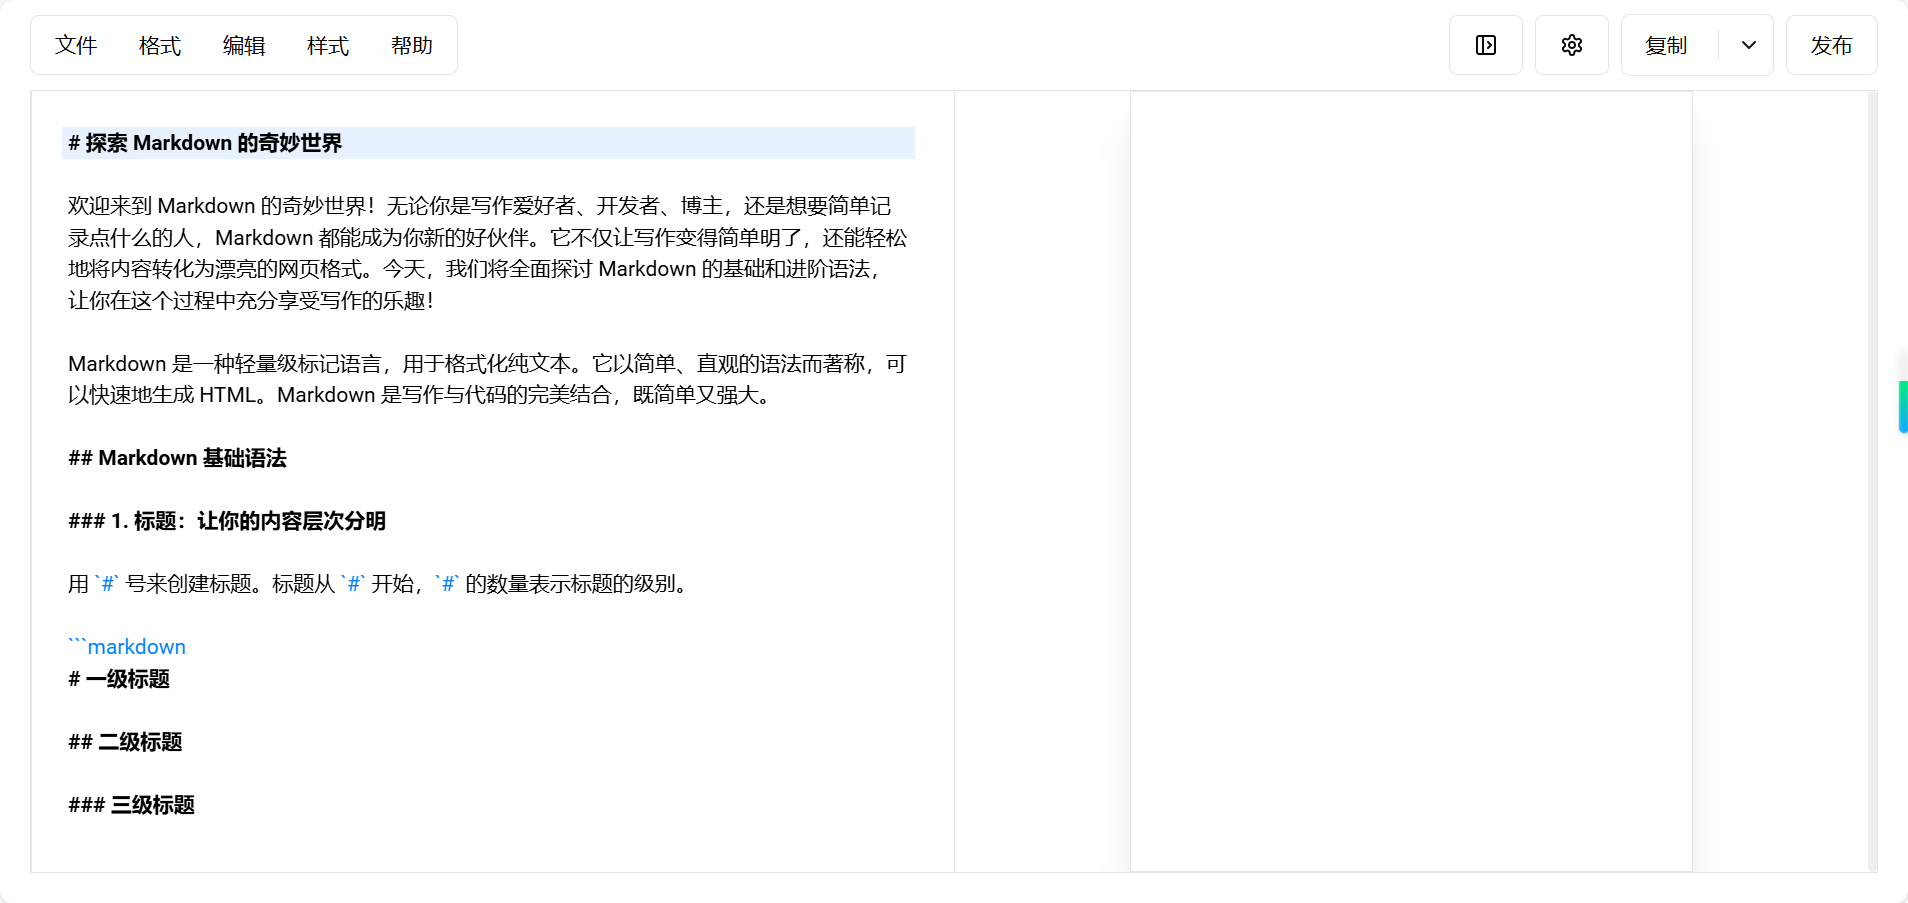 文件 格式 编辑 样式 帮助 复制 发布
# 探索 Markdown 的奇妙世界
欢迎来到 Markdown 的奇妙世界！无论你是写作爱好者、开发者、博主，还是想要简单记
录点什么的人，Markdown 都能成为你新的好伙伴。它不仅让写作变得简单明了，还能轻松
地将内容转化为漂亮的网页格式。今天，我们将全面探讨 Markdown 的基础和进阶语法，
让你在这个过程中充分享受写作的乐趣！
Markdown 是一种轻量级标记语言，用于格式化纯文本。它以简单、直观的语法而著称，可
以快速地生成 HTML。Markdown 是写作与代码的完美结合，既简单又强大。
## Markdown 基础语法
### 1. 标题：让你的内容层次分明
用 `#` 号来创建标题。标题从 `#` 开始，`#` 的数量表示标题的级别。
```markdown
# 一级标题
## 二级标题
### 三级标题